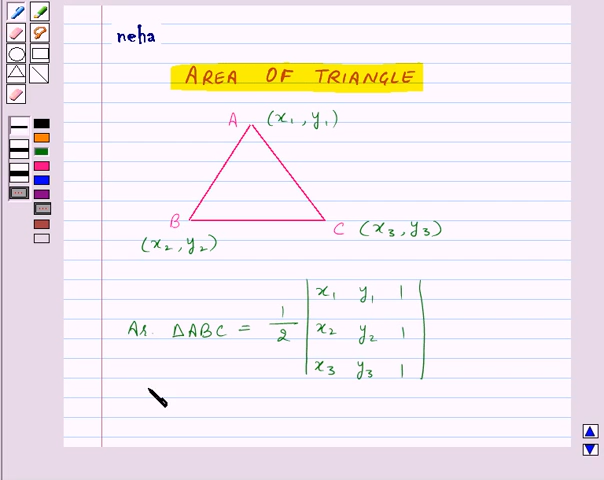 neha
AREA OF TRIANGLE
A (x₁, y₁)
B
(x₂, y₂)
C (x₃, y₃)
x₁ y₁ 1
Ar. ΔABC = 1/2 | x₂ y₂ 1 |
x₃ y₃ 1